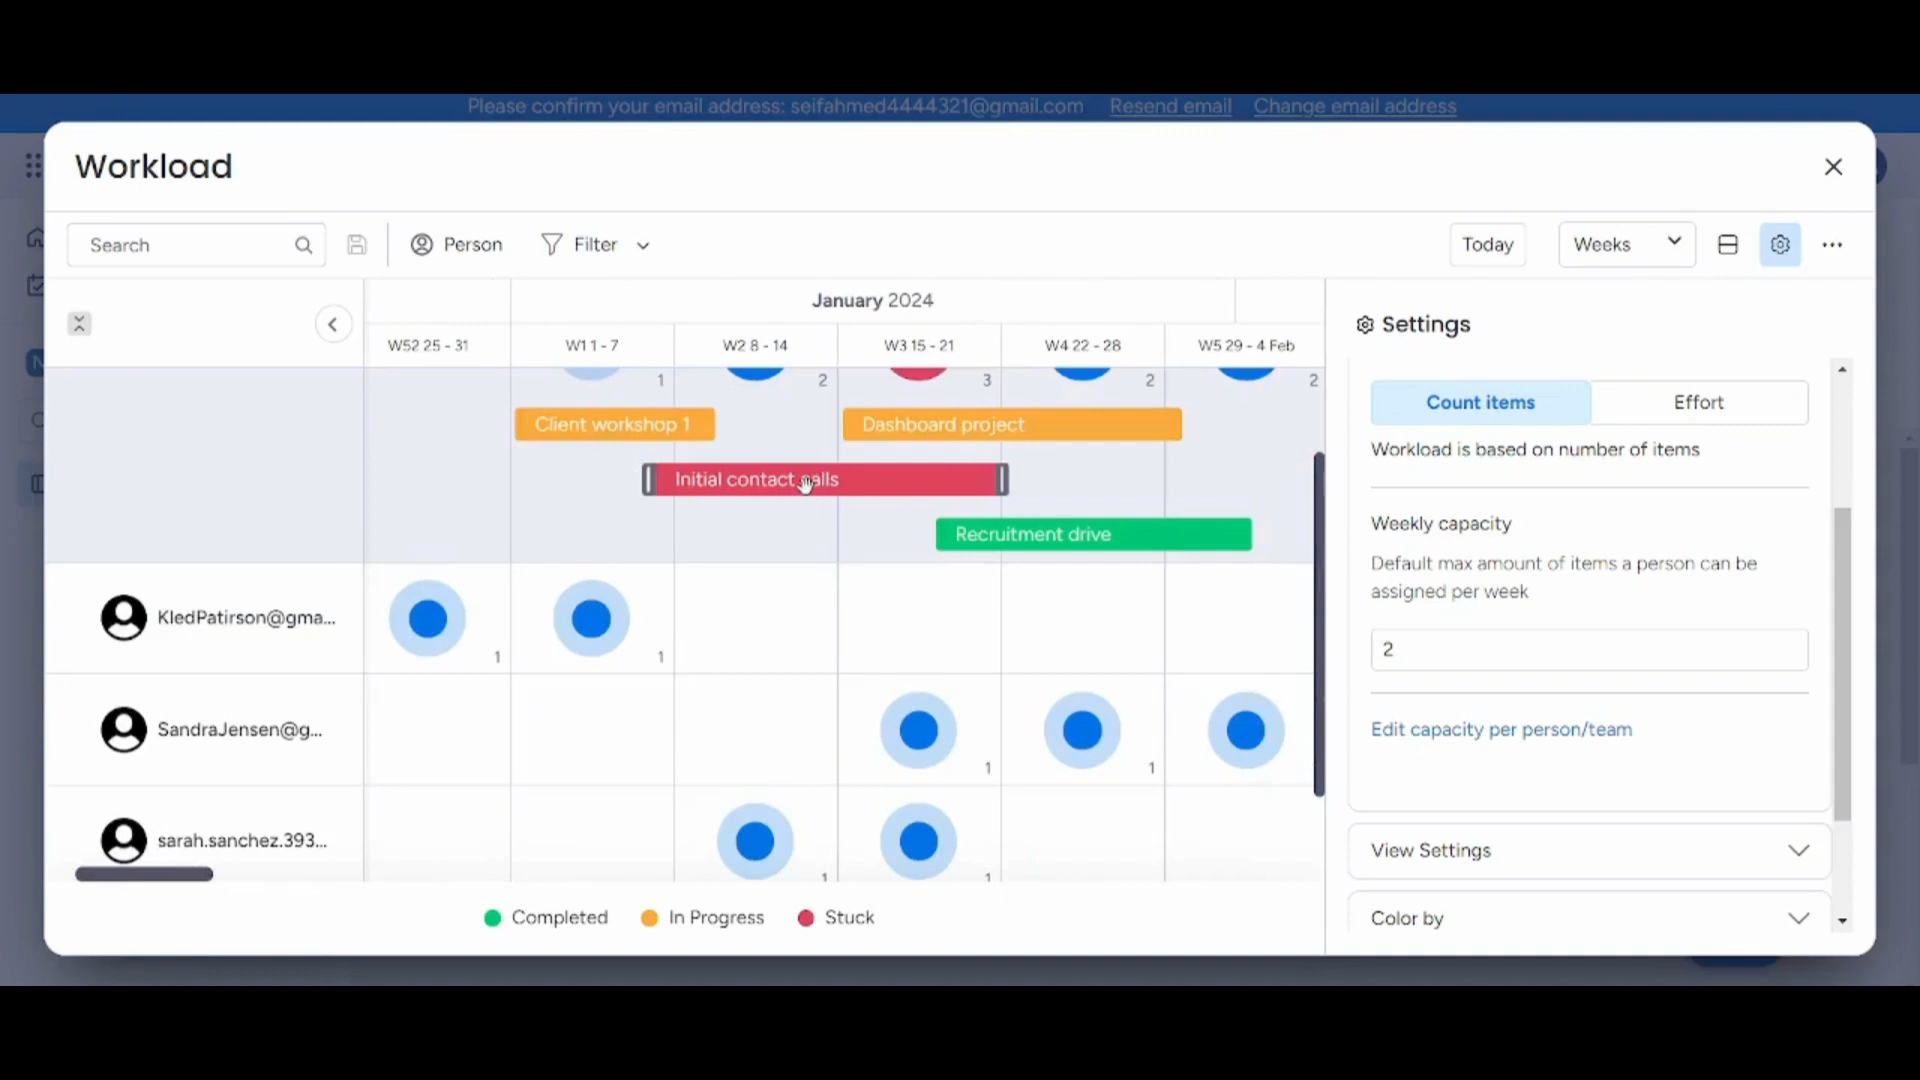 Please confirm your email address: seifahmed4444321@gmail.com Resend email Change email address
Workload
Search Person Filter Today Weeks
January 2024
W52 25 - 31 W1 1 - 7 W2 8 - 14 W3 15 - 21 W4 22 - 28 W5 29 - 4 Feb
1 2 3 2 2
Client workshop 1 Dashboard project
Initial contact calls
Recruitment drive
KledPatirson@gma... 1 1
SandraJensen@g... 1 1
sarah.sanchez.393... 1 1
Completed In Progress Stuck
Settings
Count items Effort
Workload is based on number of items
Weekly capacity
Default max amount of items a person can be
assigned per week
2
Edit capacity per person/team
View Settings
Color by